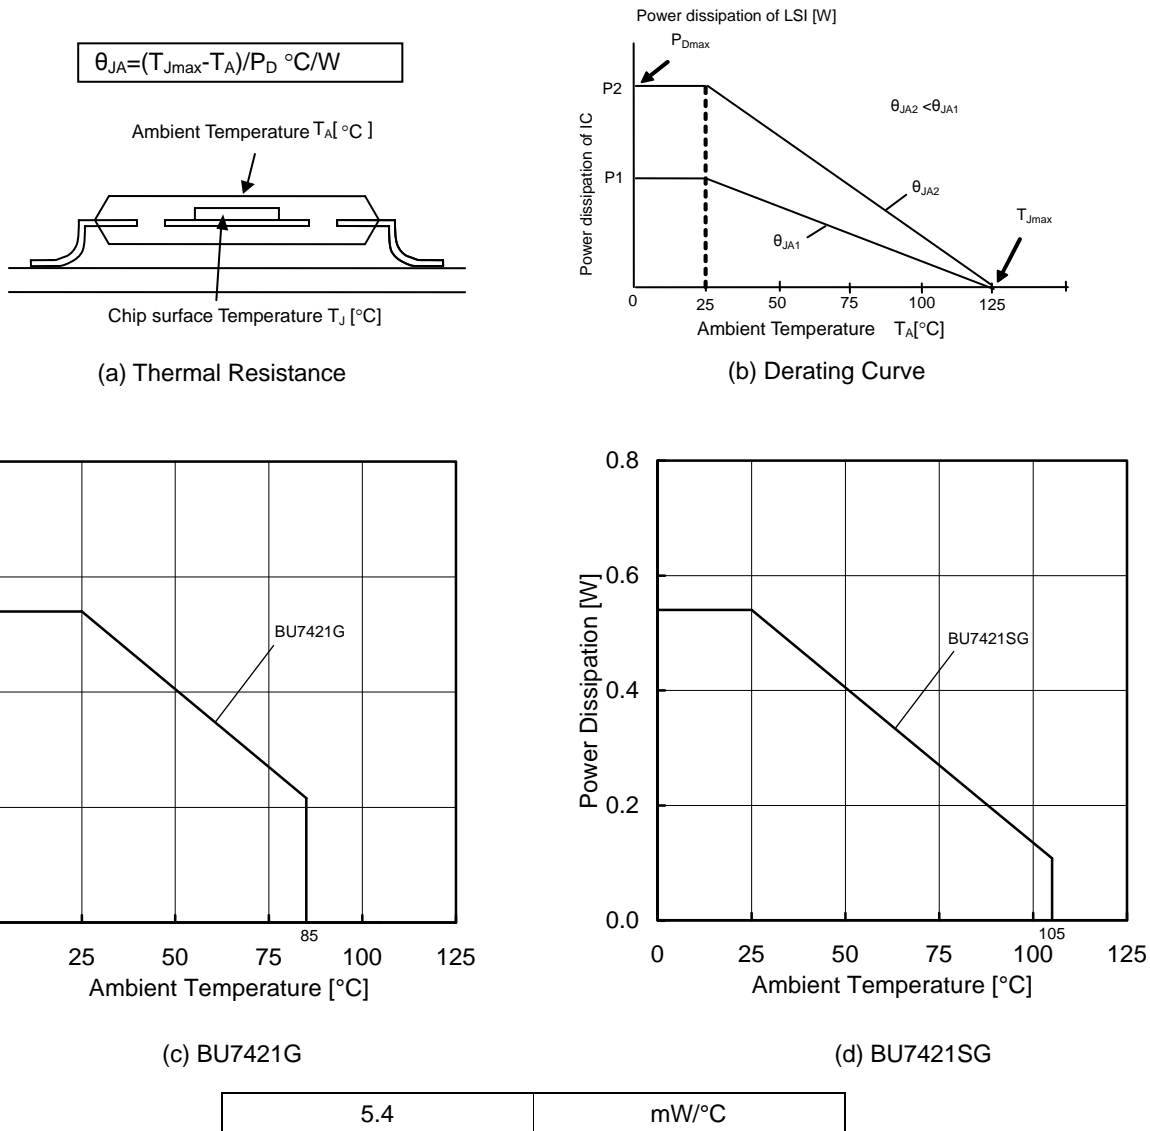 θJA=(TJmax-TA)/PD °C/W
Ambient Temperature TA[ °C ]
Chip surface Temperature TJ [°C]
(a) Thermal Resistance
Power dissipation of LSI [W]
PDmax
P2
θJA2 <θJA1
Power dissipation of IC
P1
θJA2
TJmax
θJA1
0 25 50 75 100 125
Ambient Temperature TA[°C]
(b) Derating Curve
BU7421G
85
25 50 75 100 125
Ambient Temperature [°C]
(c) BU7421G
0.8
0.6
0.4
0.2
0.0
Power Dissipation [W]
BU7421SG
105
0 25 50 75 100 125
Ambient Temperature [°C]
(d) BU7421SG
5.4 mW/°C